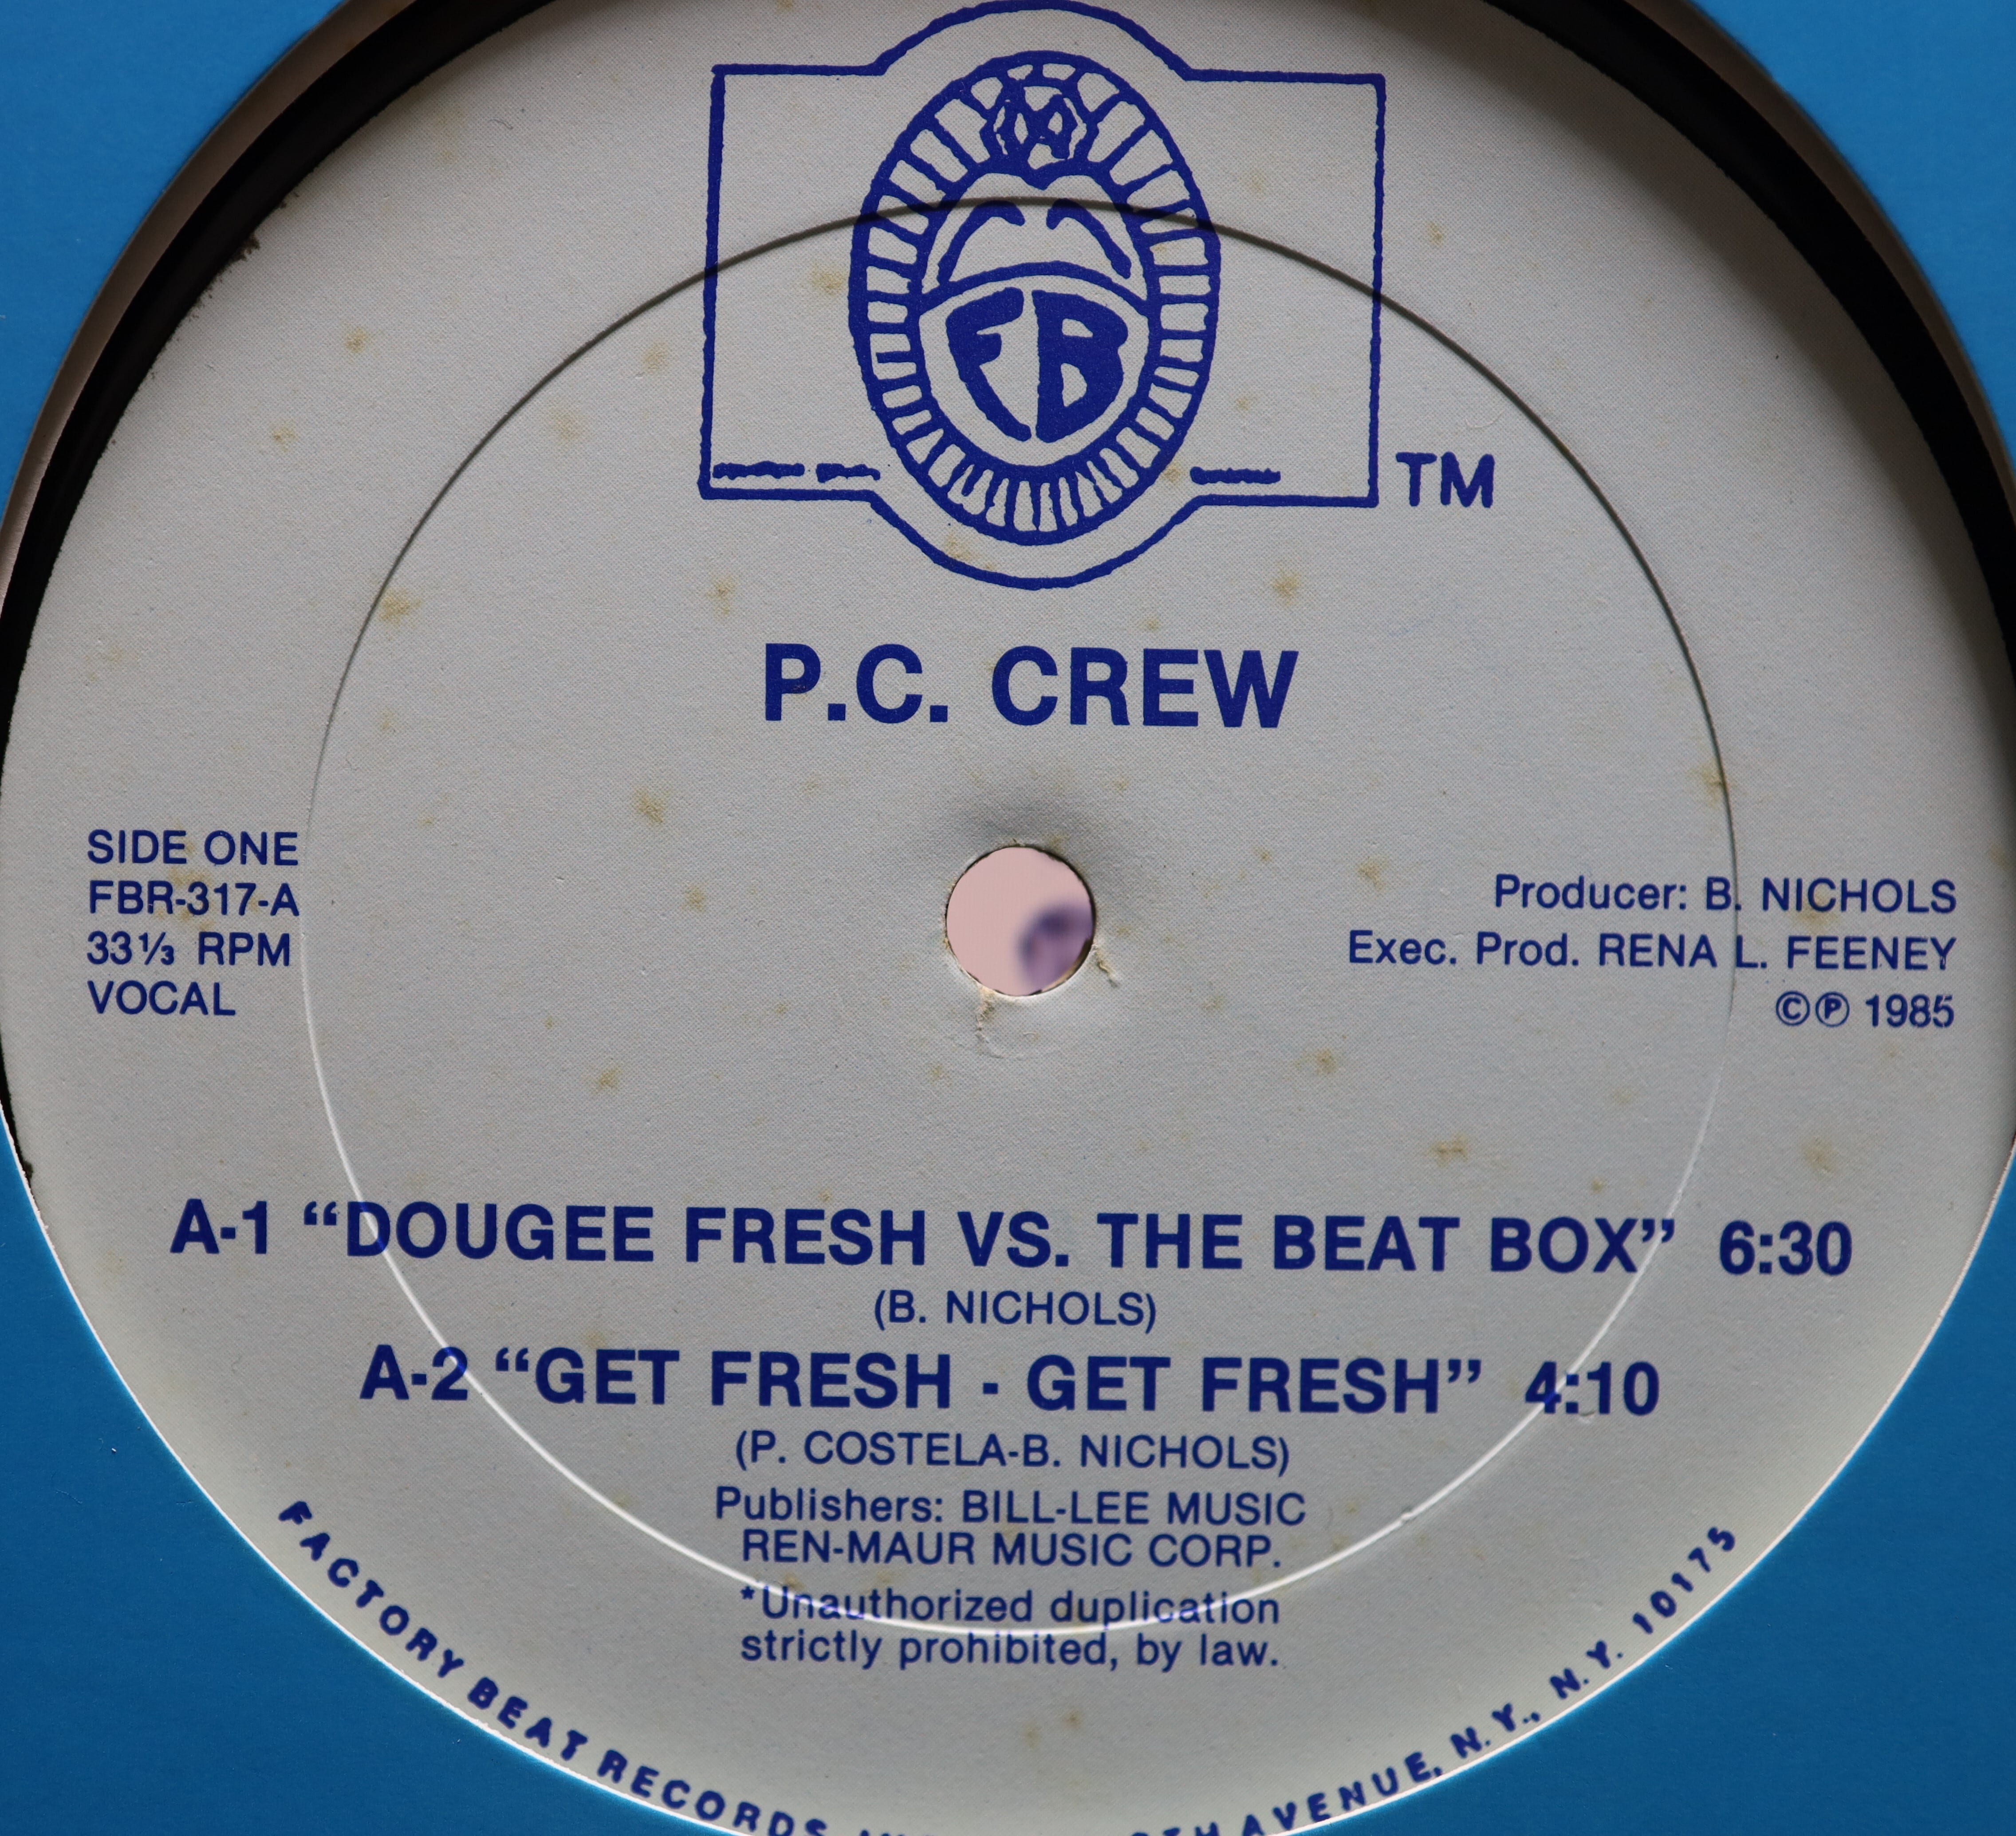 FB
TM
P.C. CREW
SIDE ONE
FBR-317-A
33⅓ RPM
VOCAL
Producer: B. NICHOLS
Exec. Prod. RENA L. FEENEY
©℗ 1985
A-1 “DOUGEE FRESH VS. THE BEAT BOX” 6:30
(B. NICHOLS)
A-2 “GET FRESH - GET FRESH” 4:10
(P. COSTELA-B. NICHOLS)
Publishers: BILL-LEE MUSIC
REN-MAUR MUSIC CORP.
*Unauthorized duplication
strictly prohibited, by law.
FACTORY BEAT RECORDS AVENUE, N.Y., N.Y. 10175